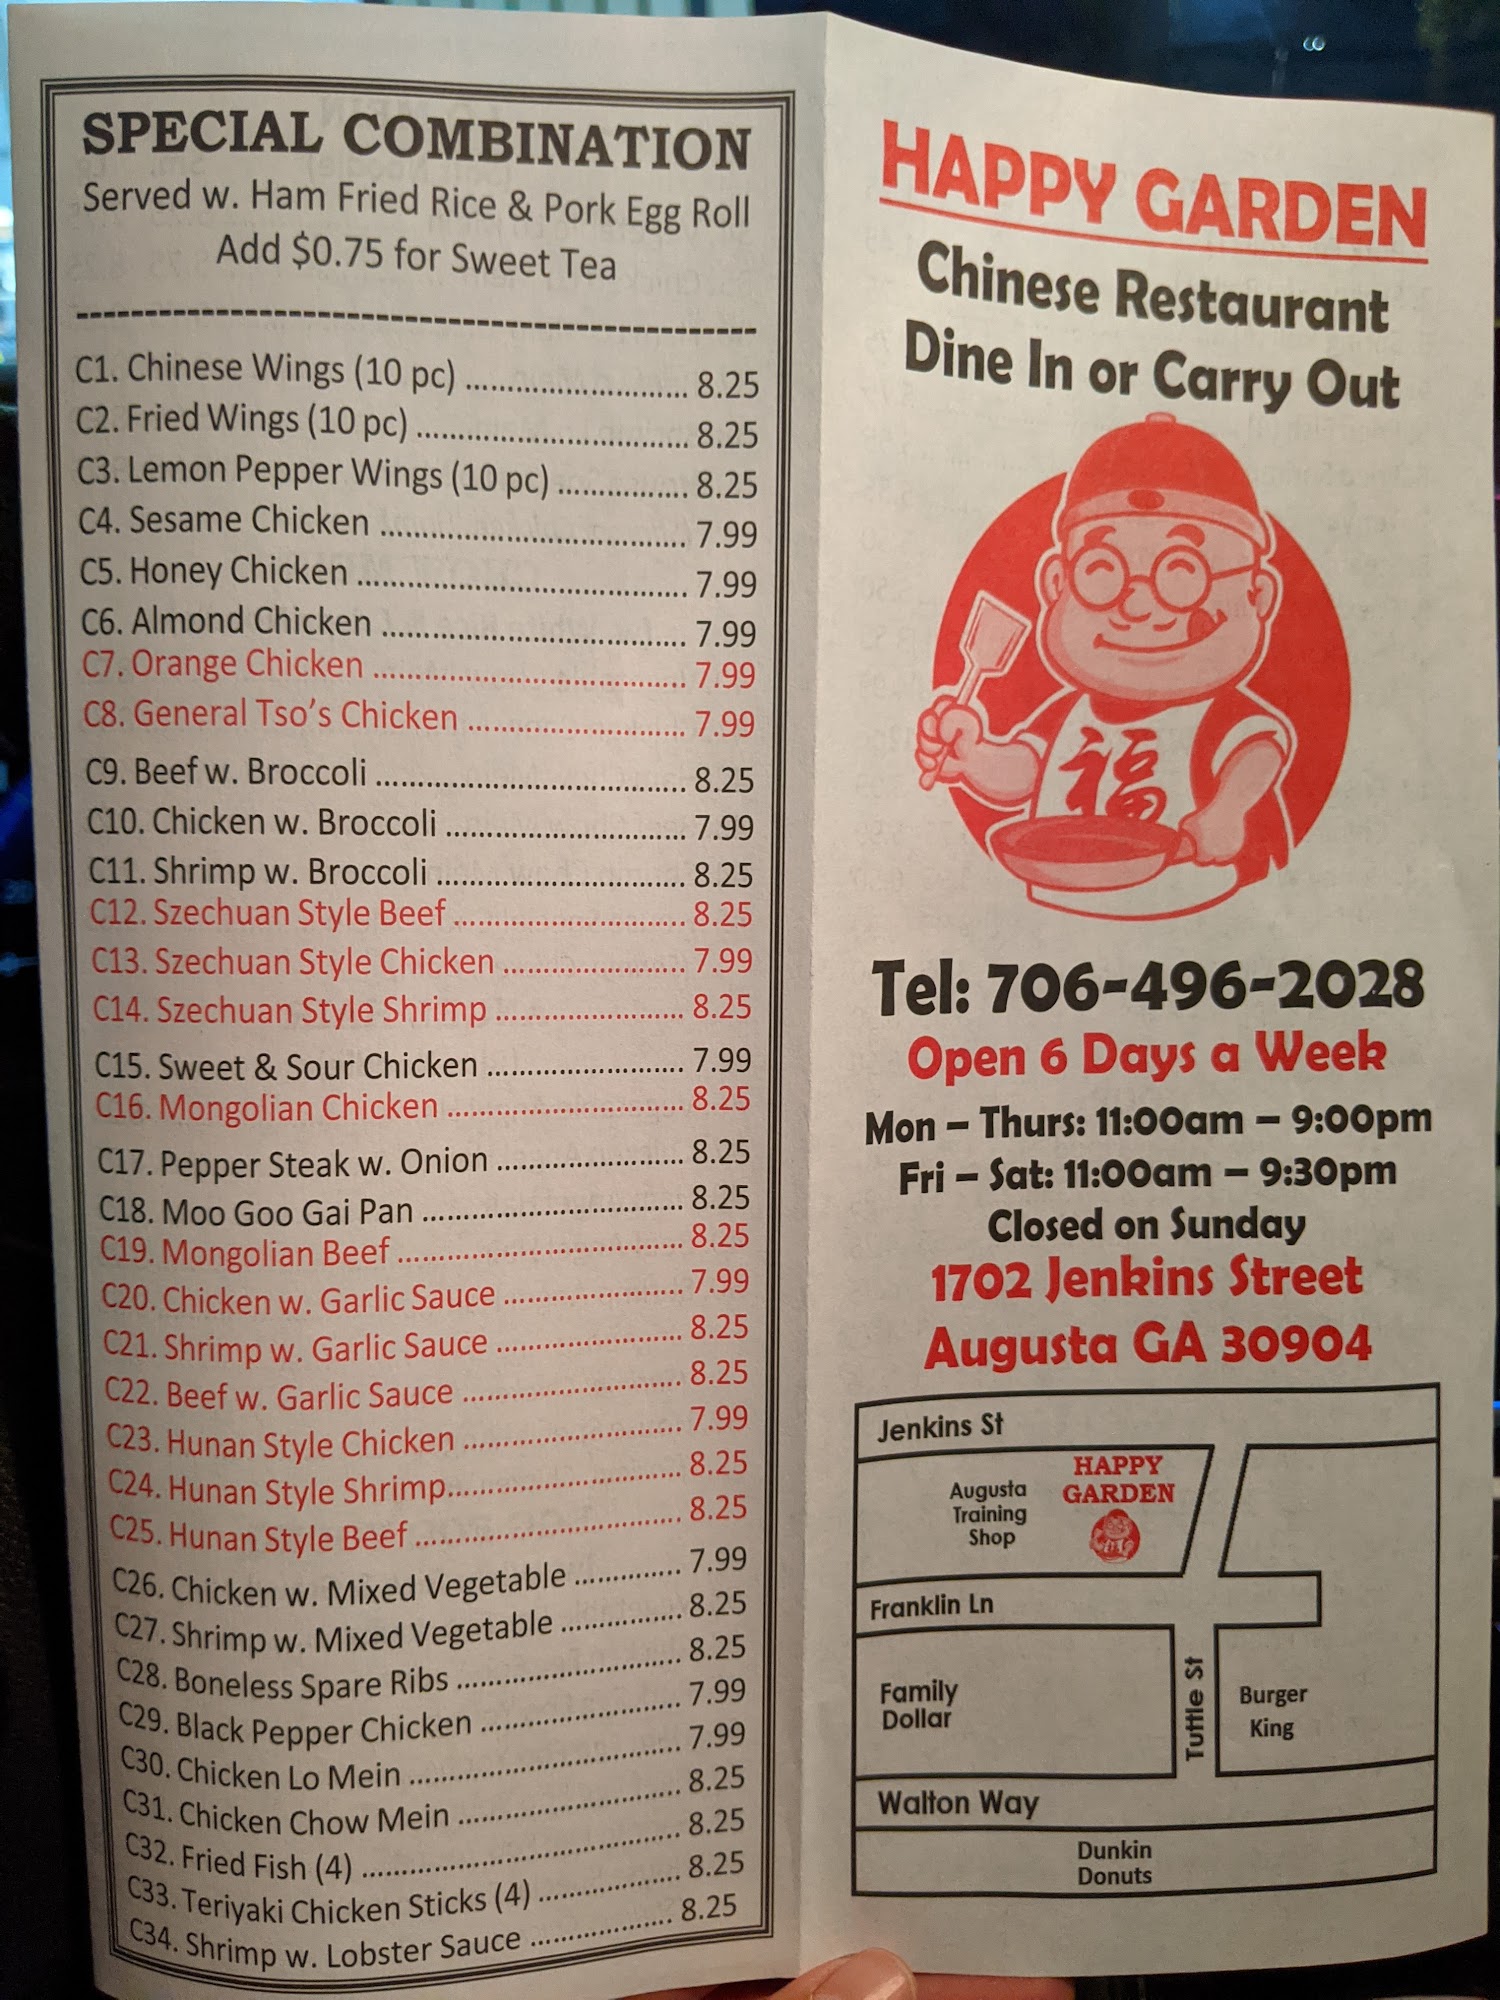 SPECIAL COMBINATION
Served w. Ham Fried Rice & Pork Egg Roll
Add $0.75 for Sweet Tea
C1. Chinese Wings (10 pc) 8.25
C2. Fried Wings (10 pc) 8.25
C3. Lemon Pepper Wings (10 pc) 8.25
C4. Sesame Chicken 7.99
C5. Honey Chicken 7.99
C6. Almond Chicken 7.99
C7. Orange Chicken 7.99
C8. General Tso's Chicken 7.99
C9. Beef w. Broccoli 8.25
C10. Chicken w. Broccoli 7.99
C11. Shrimp w. Broccoli 8.25
C12. Szechuan Style Beef 8.25
C13. Szechuan Style Chicken 7.99
C14. Szechuan Style Shrimp 8.25
C15. Sweet & Sour Chicken 7.99
C16. Mongolian Chicken 8.25
C17. Pepper Steak w. Onion 8.25
C18. Moo Goo Gai Pan 8.25
C19. Mongolian Beef 8.25
C20. Chicken w. Garlic Sauce 7.99
C21. Shrimp w. Garlic Sauce 8.25
C22. Beef w. Garlic Sauce 8.25
C23. Hunan Style Chicken 7.99
C24. Hunan Style Shrimp 8.25
C25. Hunan Style Beef 8.25
C26. Chicken w. Mixed Vegetable 7.99
C27. Shrimp w. Mixed Vegetable 8.25
C28. Boneless Spare Ribs 8.25
C29. Black Pepper Chicken 7.99
C30. Chicken Lo Mein 7.99
C31. Chicken Chow Mein 8.25
C32. Fried Fish (4) 8.25
C33. Teriyaki Chicken Sticks (4) 8.25
C34. Shrimp w. Lobster Sauce 8.25
HAPPY GARDEN
Chinese Restaurant
Dine In or Carry Out
福
Tel: 706-496-2028
Open 6 Days a Week
Mon – Thurs: 11:00am – 9:00pm
Fri – Sat: 11:00am – 9:30pm
Closed on Sunday
1702 Jenkins Street
Augusta GA 30904
Jenkins St
Augusta
Training
Shop
HAPPY
GARDEN
Franklin Ln
Family
Dollar
Tuttle St
Burger
King
Walton Way
Dunkin
Donuts